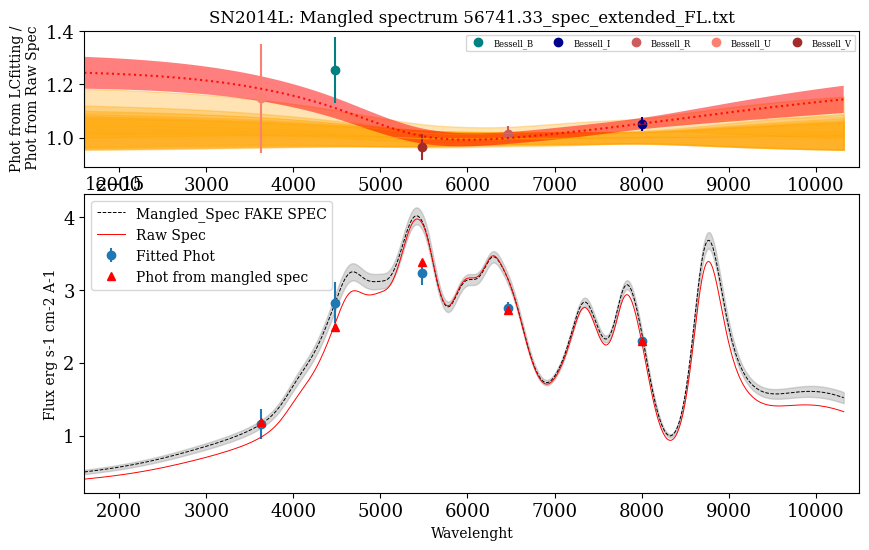 SN2014L: Mangled spectrum 56741.33_spec_extended_FL.txt
Phot from LCfitting /
Phot from Raw Spec
1.4
1.2
1.0
Bessell_B
Bessell_I
Bessell_R
Bessell_U
Bessell_V
2000 3000 4000 5000 6000 7000 8000 9000 10000
1e−15
Flux erg s-1 cm-2 A-1
4
3
2
1
Mangled_Spec FAKE SPEC
Raw Spec
Fitted Phot
Phot from mangled spec
2000 3000 4000 5000 6000 7000 8000 9000 10000
Wavelenght